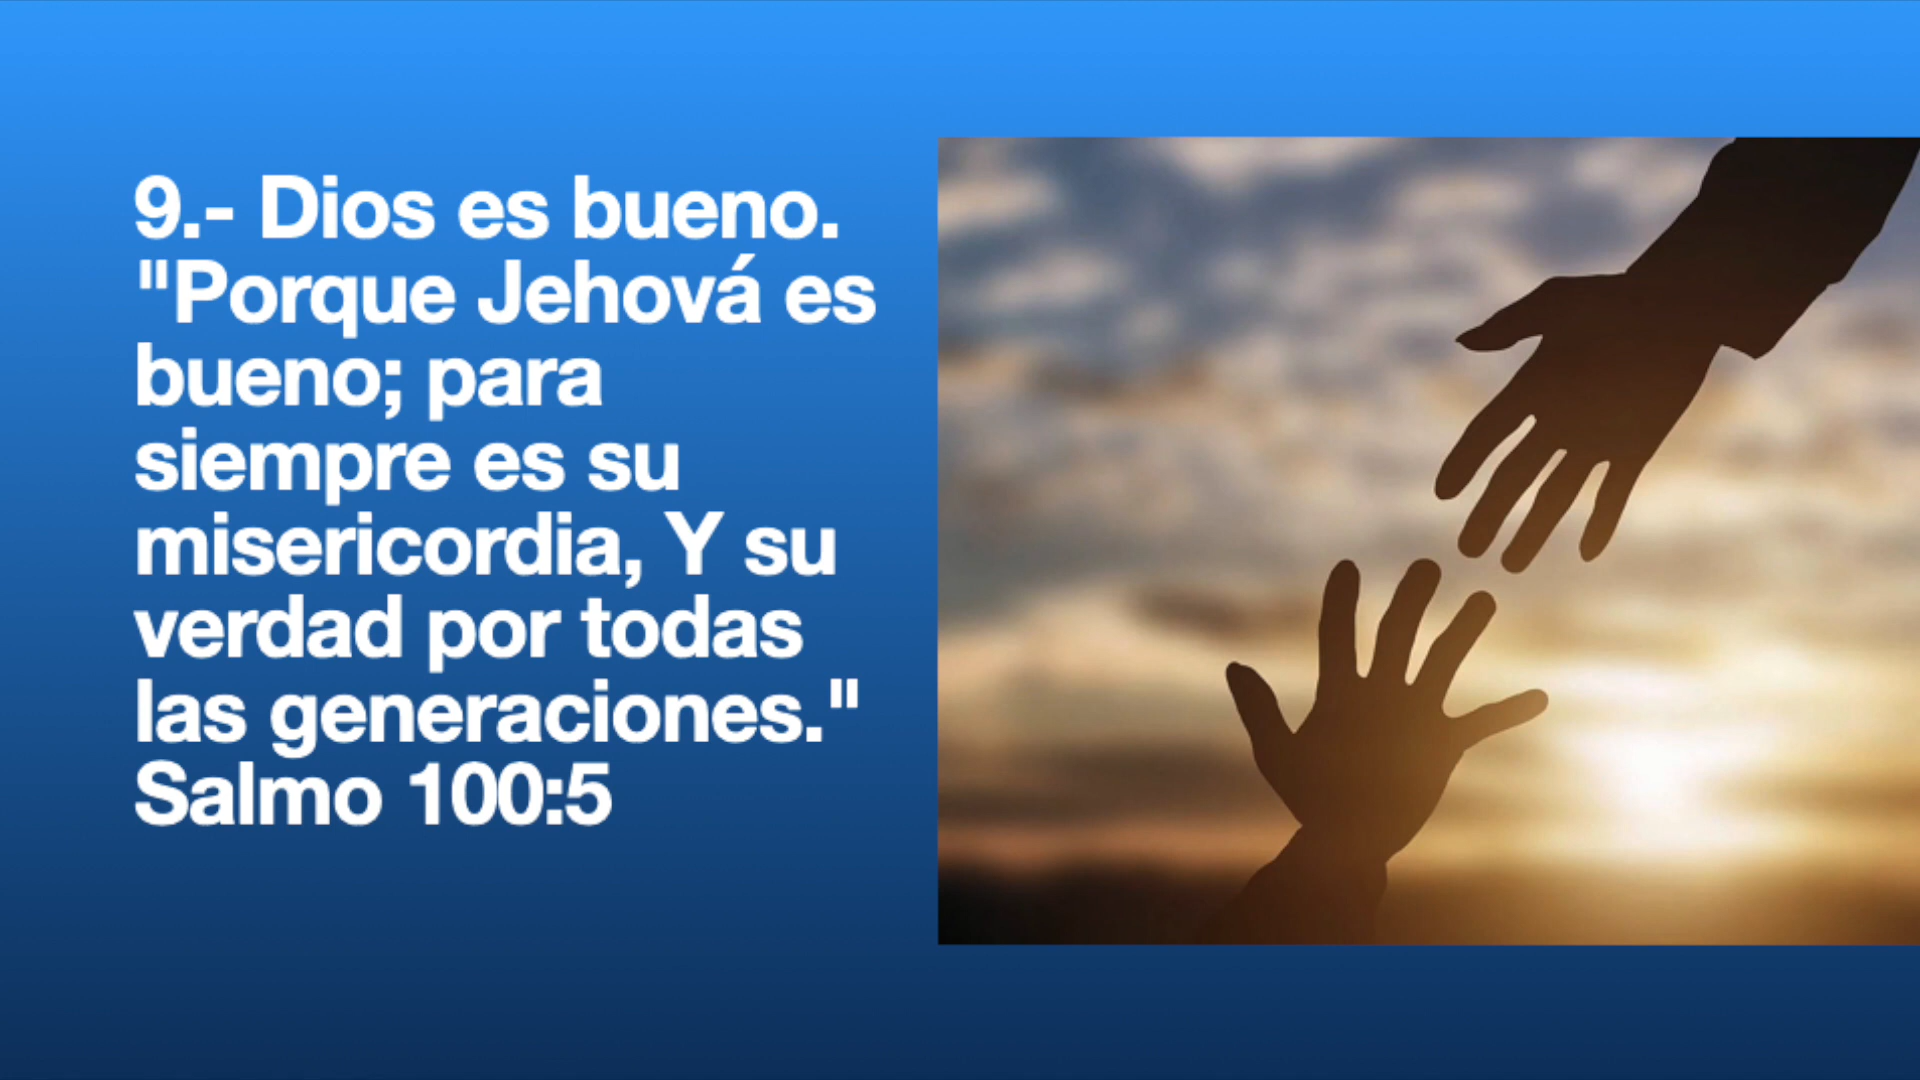 9.- Dios es bueno.
"Porque Jehová es
bueno; para
siempre es su
misericordia, Y su
verdad por todas
las generaciones."
Salmo 100:5